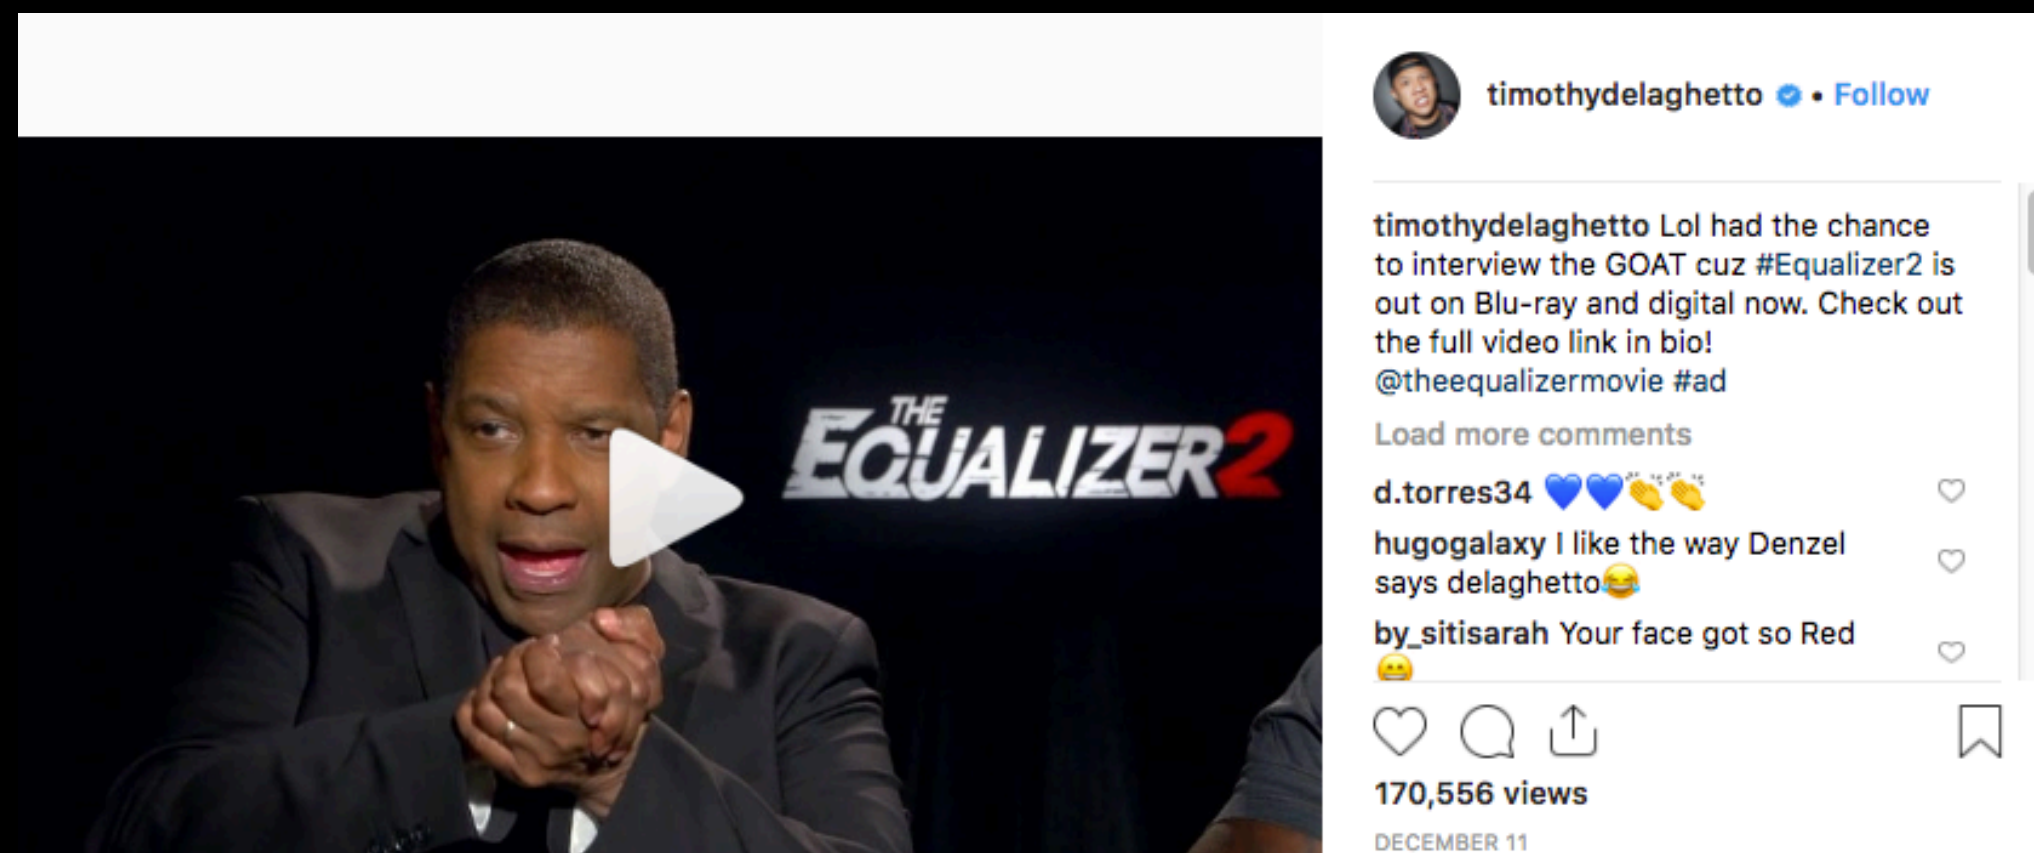 THE
EQUALIZER 2
timothydelaghetto • Follow
timothydelaghetto Lol had the chance
to interview the GOAT cuz #Equalizer2 is
out on Blu-ray and digital now. Check out
the full video link in bio!
@theequalizermovie #ad
Load more comments
d.torres34 💙💙👏👏
hugogalaxy I like the way Denzel
says delaghetto😂
by_sitisarah Your face got so Red
😁
170,556 views
DECEMBER 11